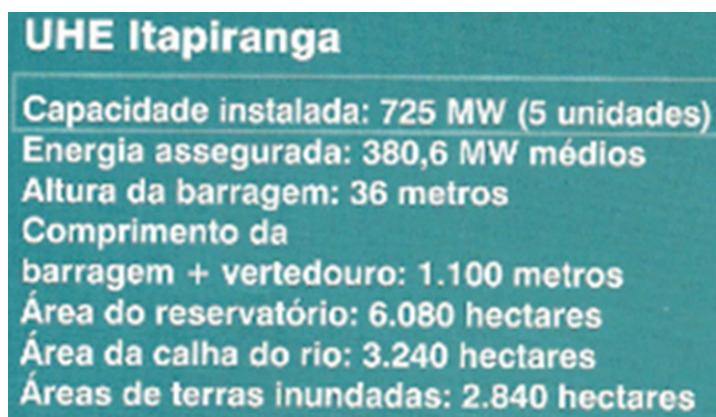 UHE Itapiranga
Capacidade instalada: 725 MW (5 unidades)
Energia assegurada: 380,6 MW médios
Altura da barragem: 36 metros
Comprimento da
barragem + vertedouro: 1.100 metros
Área do reservatório: 6.080 hectares
Área da calha do rio: 3.240 hectares
Áreas de terras inundadas: 2.840 hectares